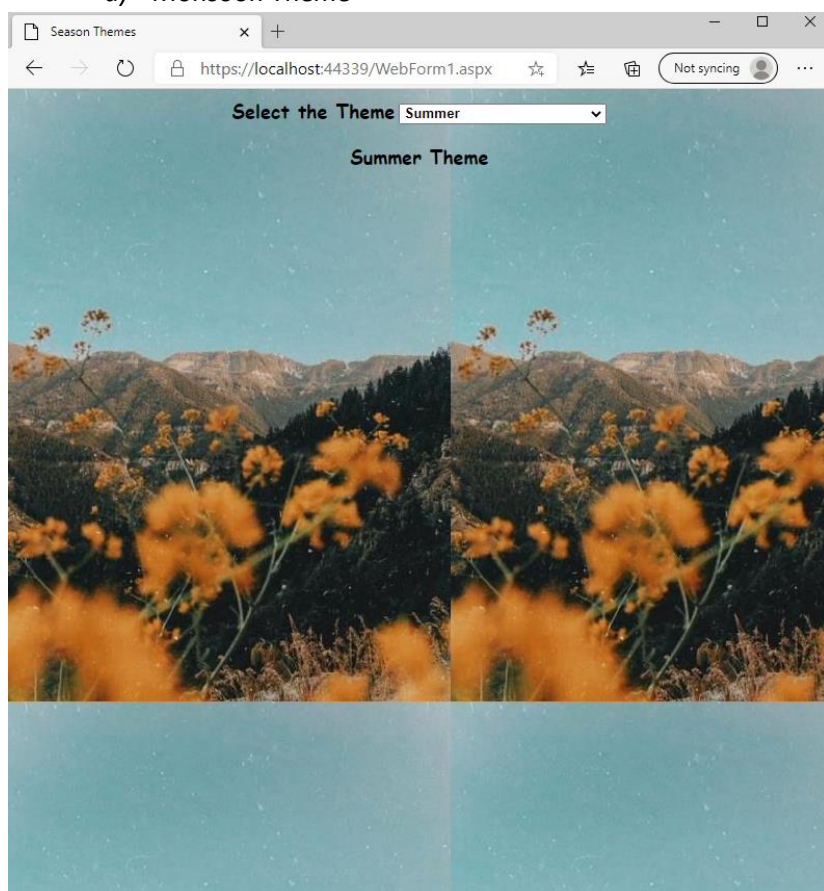 d) Monsoon Theme
Season Themes
https://localhost:44339/WebForm1.aspx
Not syncing
Select the Theme Summer
Summer Theme